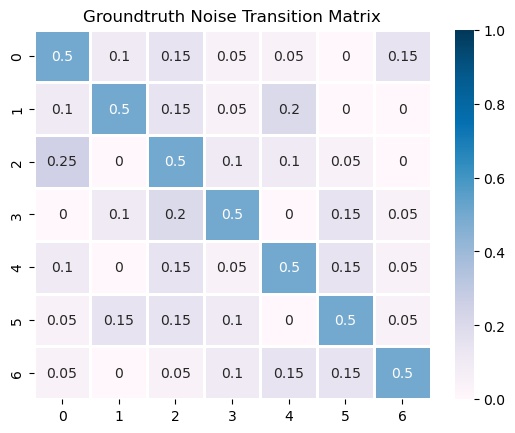 Groundtruth Noise Transition Matrix
0 0.5 0.1 0.15 0.05 0.05 0 0.15
1 0.1 0.5 0.15 0.05 0.2 0 0
2 0.25 0 0.5 0.1 0.1 0.05 0
3 0 0.1 0.2 0.5 0 0.15 0.05
4 0.1 0 0.15 0.05 0.5 0.15 0.05
5 0.05 0.15 0.15 0.1 0 0.5 0.05
6 0.05 0 0.05 0.1 0.15 0.15 0.5
0 1 2 3 4 5 6
1.0
0.8
0.6
0.4
0.2
0.0